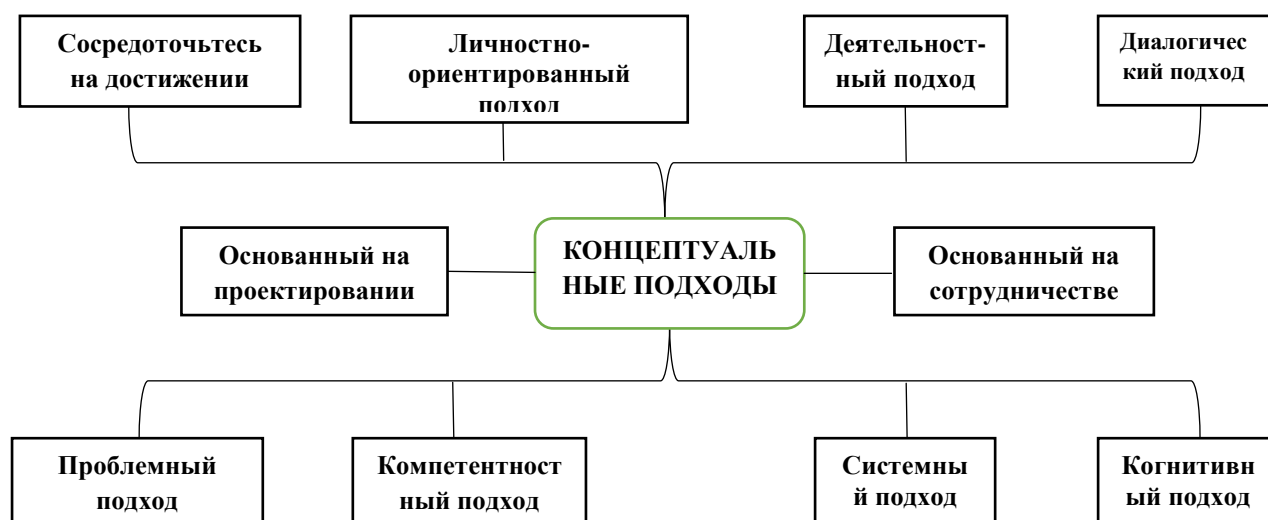 Сосредоточьтесь
на достижении
Личностно-
ориентированный
подход
Деятельност-
ный подход
Диалогичес
кий подход
Основанный на
проектировании
КОНЦЕПТУАЛЬ
НЫЕ ПОДХОДЫ
Основанный на
сотрудничестве
Проблемный
подход
Компетентност
ный подход
Системны
й подход
Когнитивн
ый подход